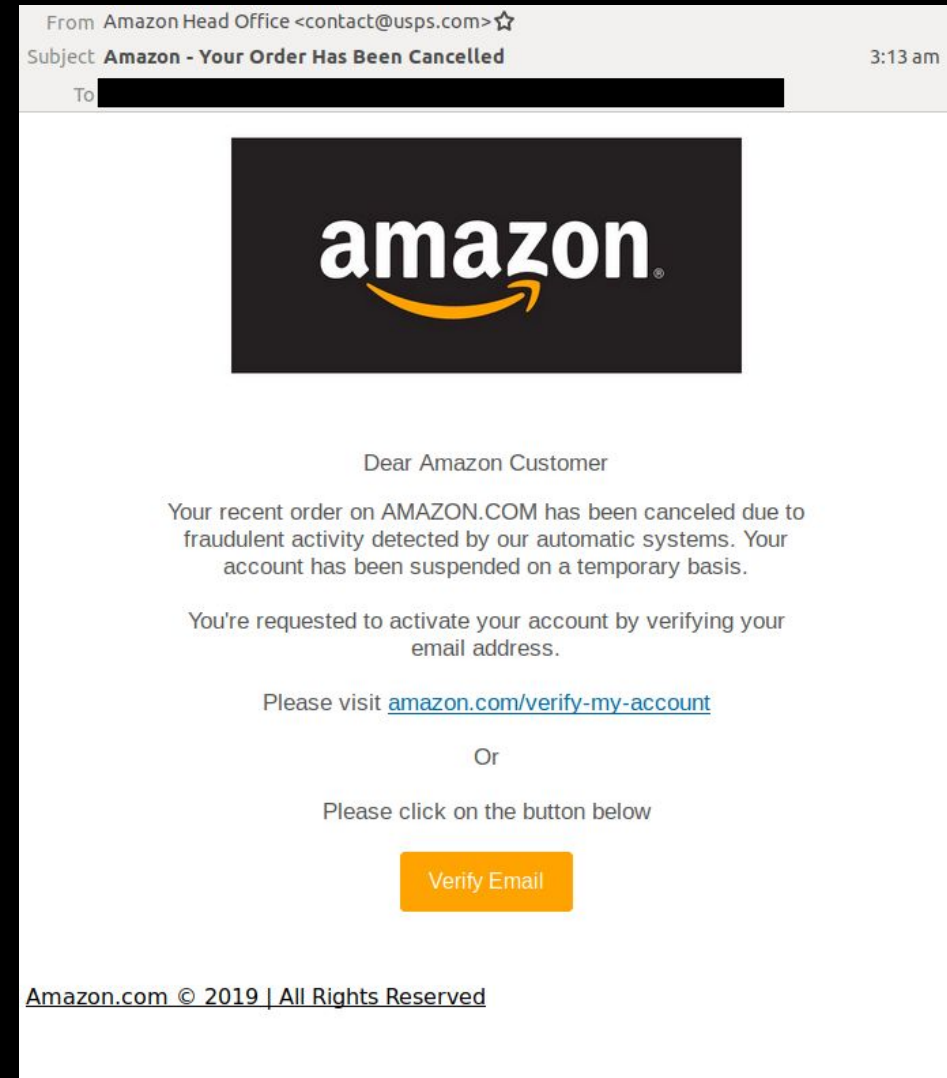 From Amazon Head Office <contact@usps.com>
Subject Amazon - Your Order Has Been Cancelled 3:13 am
To
amazon®
Dear Amazon Customer
Your recent order on AMAZON.COM has been canceled due to
fraudulent activity detected by our automatic systems. Your
account has been suspended on a temporary basis.
You're requested to activate your account by verifying your
email address.
Please visit amazon.com/verify-my-account
Or
Please click on the button below
Verify Email
Amazon.com © 2019 | All Rights Reserved